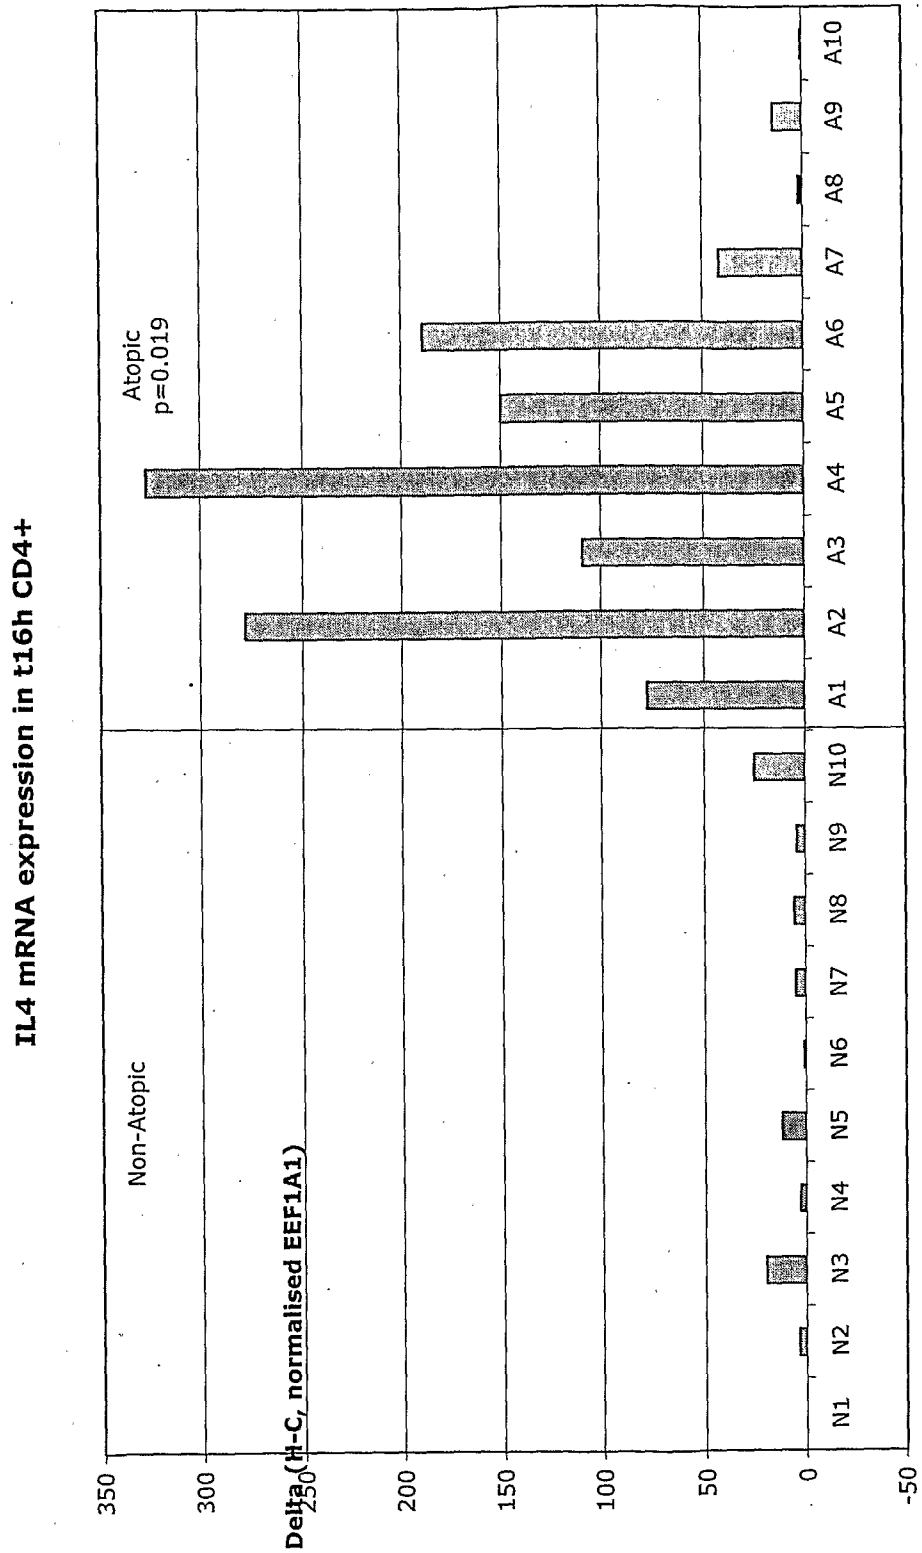 IL4 mRNA expression in t16h CD4+
Non-Atopic
Atopic
p=0.019
Delta (H-C, normalised EEF1A1)
350
300
250
200
150
100
50
0
-50
N1 N2 N3 N4 N5 N6 N7 N8 N9 N10 A1 A2 A3 A4 A5 A6 A7 A8 A9 A10